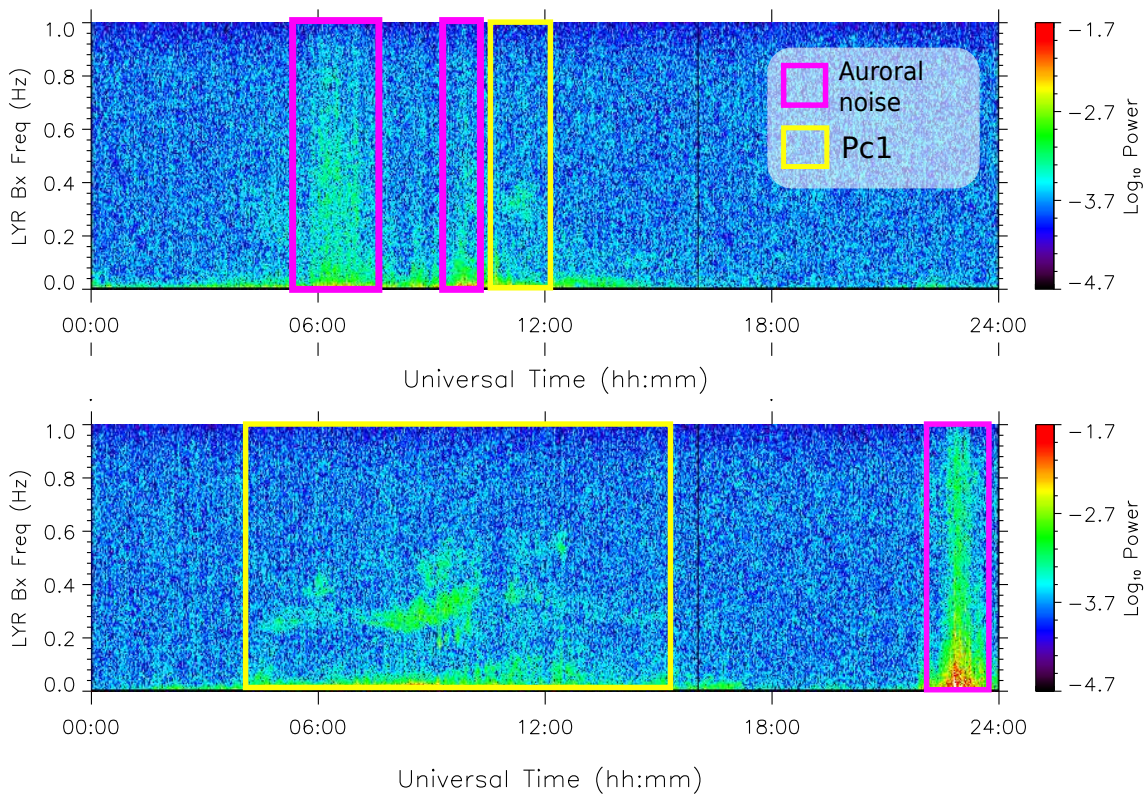 1.0
0.8
0.6
0.4
0.2
0.0
LYR Bx Freq (Hz)
Auroral
noise
Pc1
−1.7
−2.7
−3.7
−4.7
Log₁₀ Power
00:00 06:00 12:00 18:00 24:00
Universal Time (hh:mm)
1.0
0.8
0.6
0.4
0.2
0.0
LYR Bx Freq (Hz)
−1.7
−2.7
−3.7
−4.7
Log₁₀ Power
00:00 06:00 12:00 18:00 24:00
Universal Time (hh:mm)